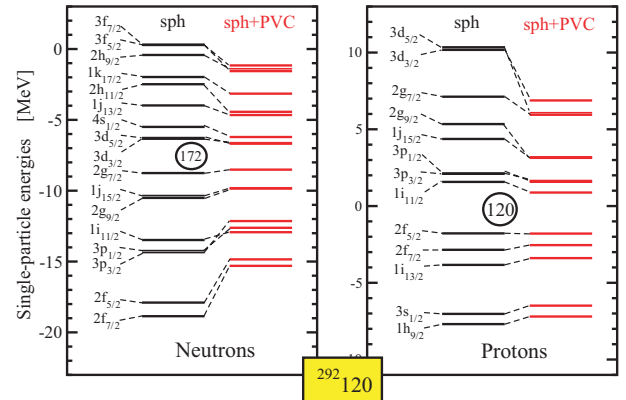 sph sph+PVC
Single-particle energies [MeV]
0
-5
-10
-15
-20
3f7/2
3f5/2
2h9/2
1k17/2
2h11/2
1j13/2
4s1/2
3d5/2
3d3/2
2g7/2
1j15/2
2g9/2
1i11/2
3p1/2
3p3/2
2f5/2
2f7/2
172
Neutrons
sph sph+PVC
10
5
0
-5
3d5/2
3d3/2
2g7/2
2g9/2
1j15/2
3p1/2
3p3/2
1i11/2
2f5/2
2f7/2
1i13/2
3s1/2
1h9/2
120
Protons
292120